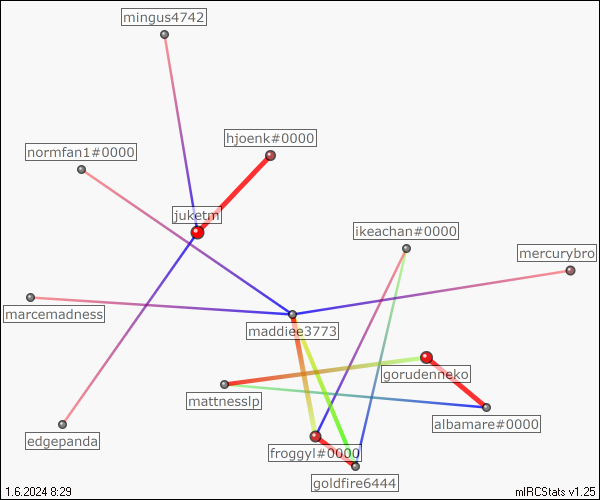 mingus4742
hjoenk#0000
normfan1#0000
juketm
ikeachan#0000
mercurybro
marcemadness
maddiee3773
gorudenneko
mattnesslp
albamare#0000
edgepanda
froggyl#0000
goldfire6444
1.6.2024 8:29
mIRCStats v1.25